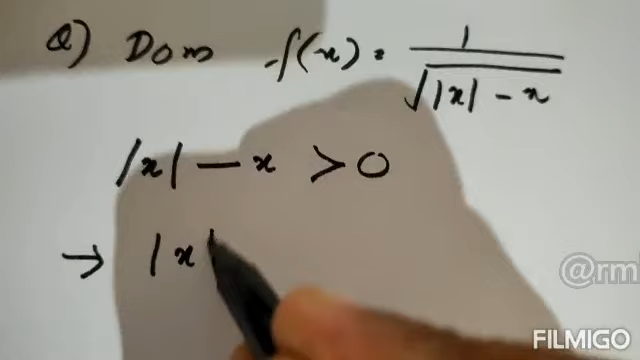 Q) Dom f(x) = 1/√(|x| - x)
|x| - x > 0
→ |x|
@rm
FILMIGO